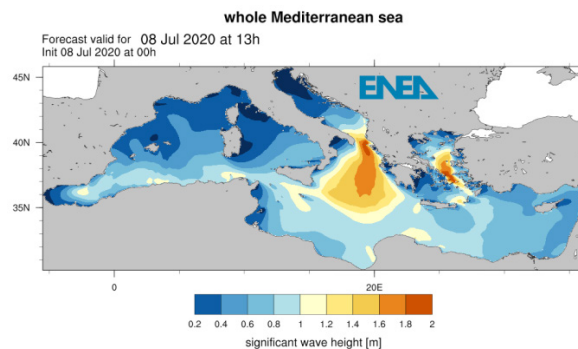 whole Mediterranean sea
Forecast valid for 08 Jul 2020 at 13h
Init 08 Jul 2020 at 00h
ENEA
45N
40N
35N
0
20E
0.2 0.4 0.6 0.8 1 1.2 1.4 1.6 1.8 2
significant wave height [m]